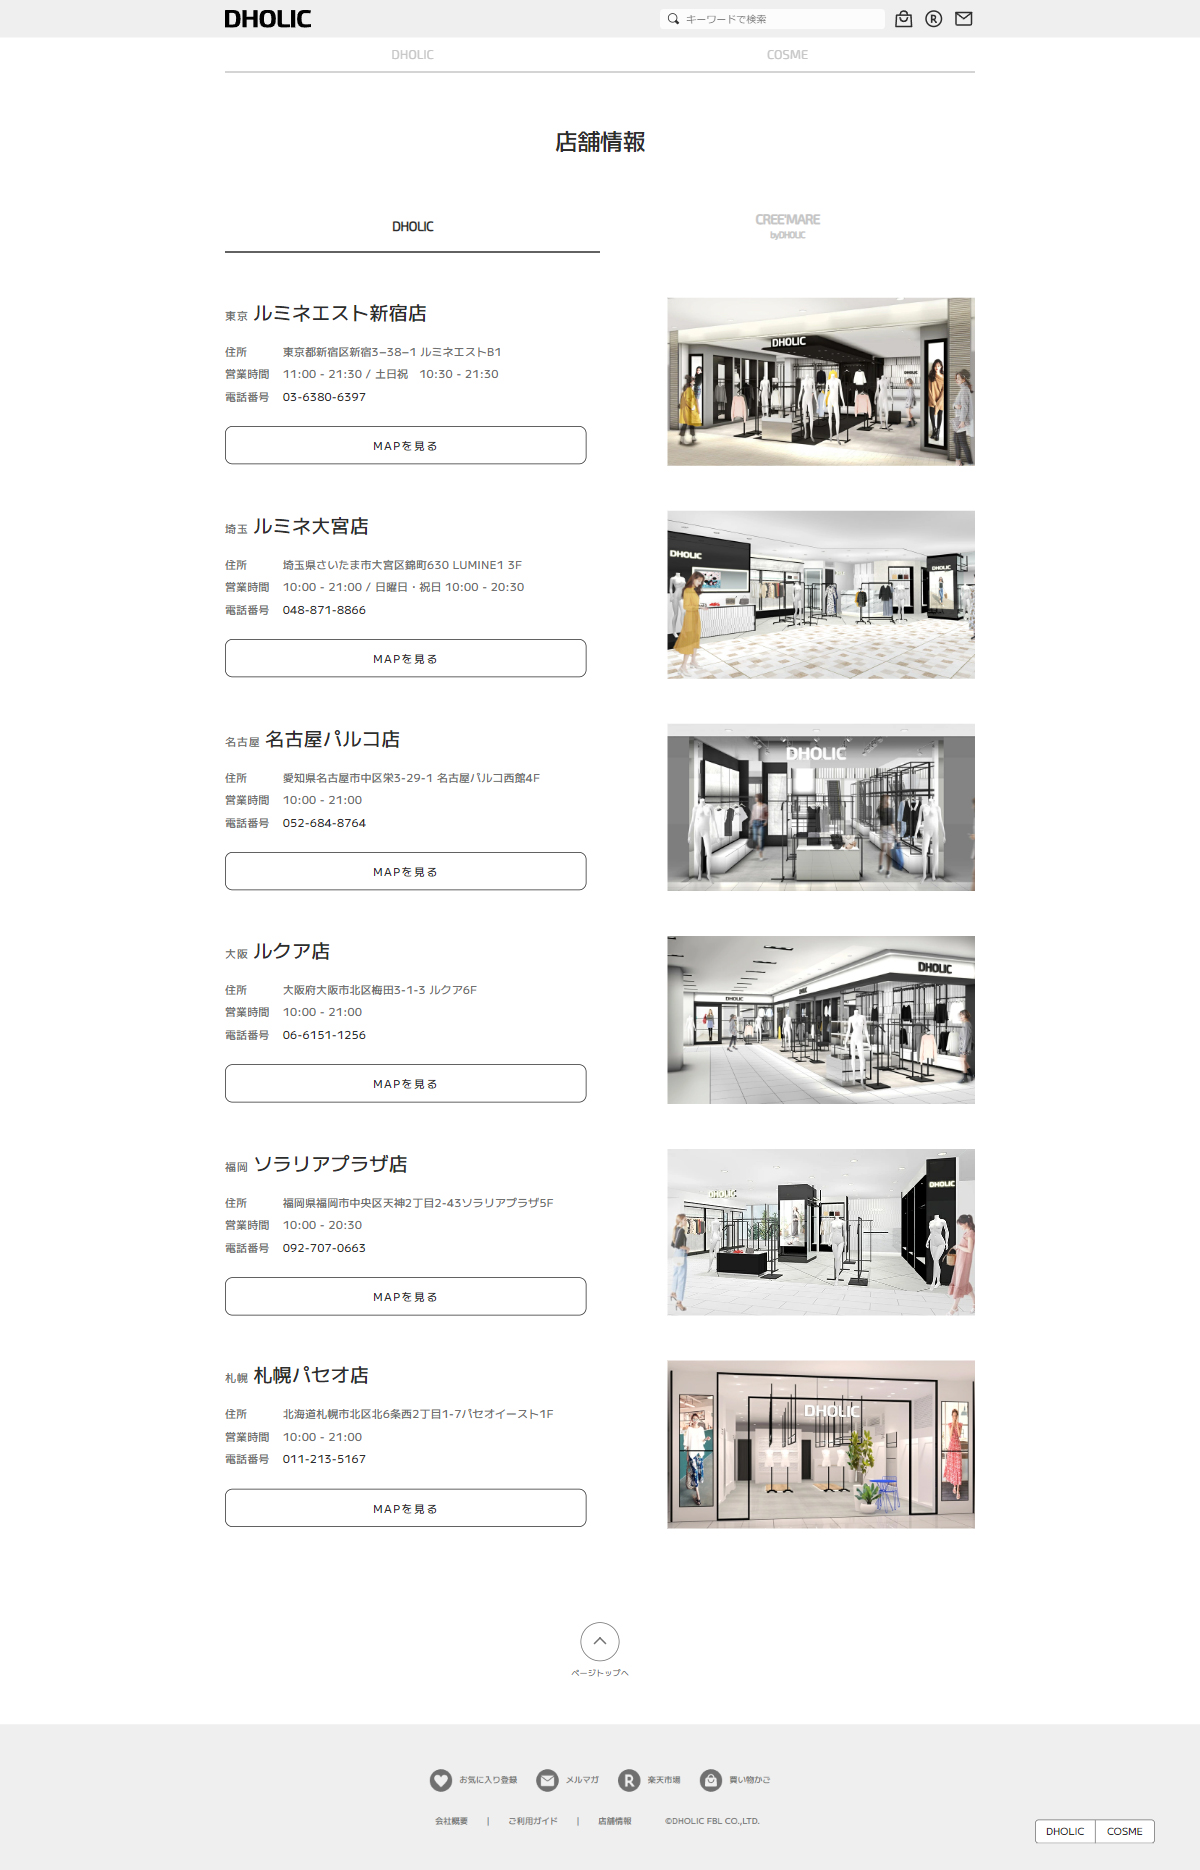 DHOLIC
キーワードで検索
DHOLIC
COSME
店舗情報
DHOLIC
CREE'MARE
byDHOLIC
東京 ルミネエスト新宿店
住所 東京都新宿区新宿3−38−1 ルミネエストB1
営業時間 11:00 - 21:30 / 土日祝　10:30 - 21:30
電話番号 03-6380-6397
MAPを見る
DHOLIC
DHOLIC
埼玉 ルミネ大宮店
住所 埼玉県さいたま市大宮区錦町630 LUMINE1 3F
営業時間 10:00 - 21:00 / 日曜日・祝日 10:00 - 20:30
電話番号 048-871-8866
MAPを見る
DHOLIC
DHOLIC
名古屋 名古屋パルコ店
住所 愛知県名古屋市中区栄3-29-1 名古屋パルコ西館4F
営業時間 10:00 - 21:00
電話番号 052-684-8764
MAPを見る
DHOLIC
大阪 ルクア店
住所 大阪府大阪市北区梅田3-1-3 ルクア6F
営業時間 10:00 - 21:00
電話番号 06-6151-1256
MAPを見る
DHOLIC
DHOLIC
福岡 ソラリアプラザ店
住所 福岡県福岡市中央区天神2丁目2-43ソラリアプラザ5F
営業時間 10:00 - 20:30
電話番号 092-707-0663
MAPを見る
DHOLIC
DHOLIC
札幌 札幌パセオ店
住所 北海道札幌市北区北6条西2丁目1-7パセオイースト1F
営業時間 10:00 - 21:00
電話番号 011-213-5167
MAPを見る
DHOLIC
ページトップへ
お気に入り登録 メルマガ R 楽天市場 買い物かご
会社概要 | ご利用ガイド | 店舗情報 ©DHOLIC FBL CO.,LTD.
DHOLIC COSME